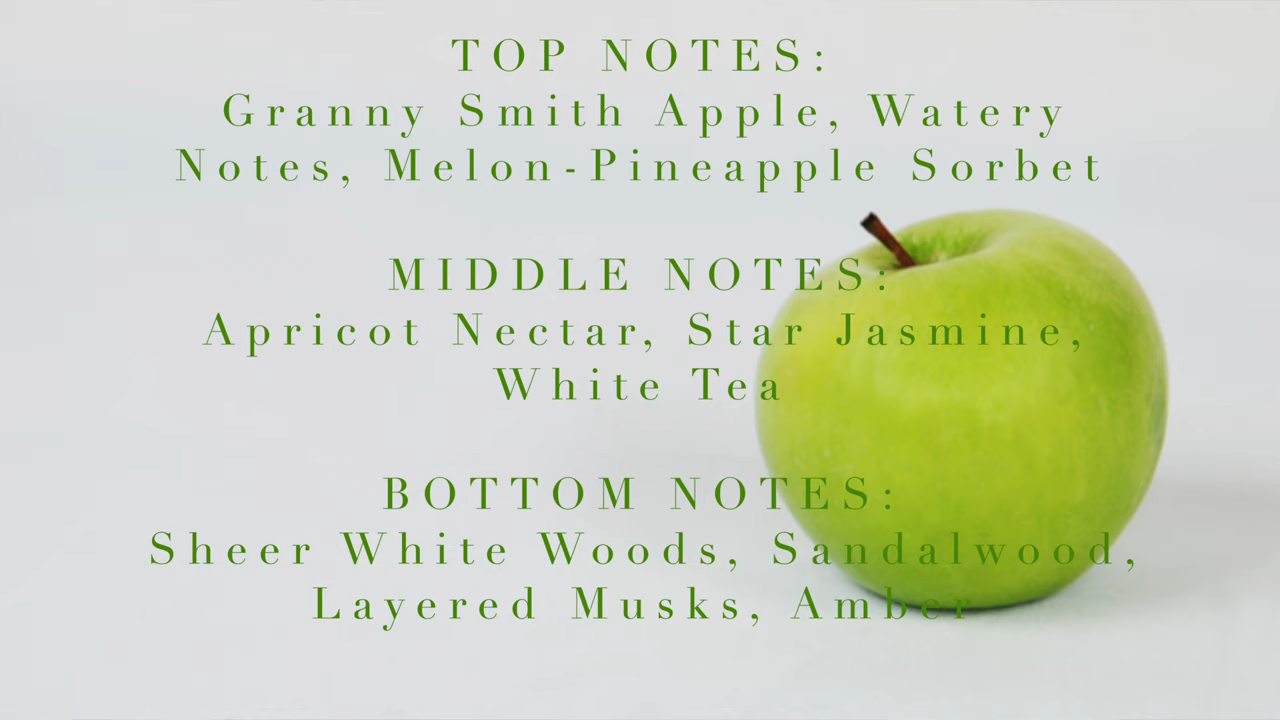 TOP NOTES:
Granny Smith Apple, Watery
Notes, Melon-Pineapple Sorbet
MIDDLE NOTES:
Apricot Nectar, Star Jasmine,
White Tea
BOTTOM NOTES:
Sheer White Woods, Sandalwood,
Layered Musks, Amber